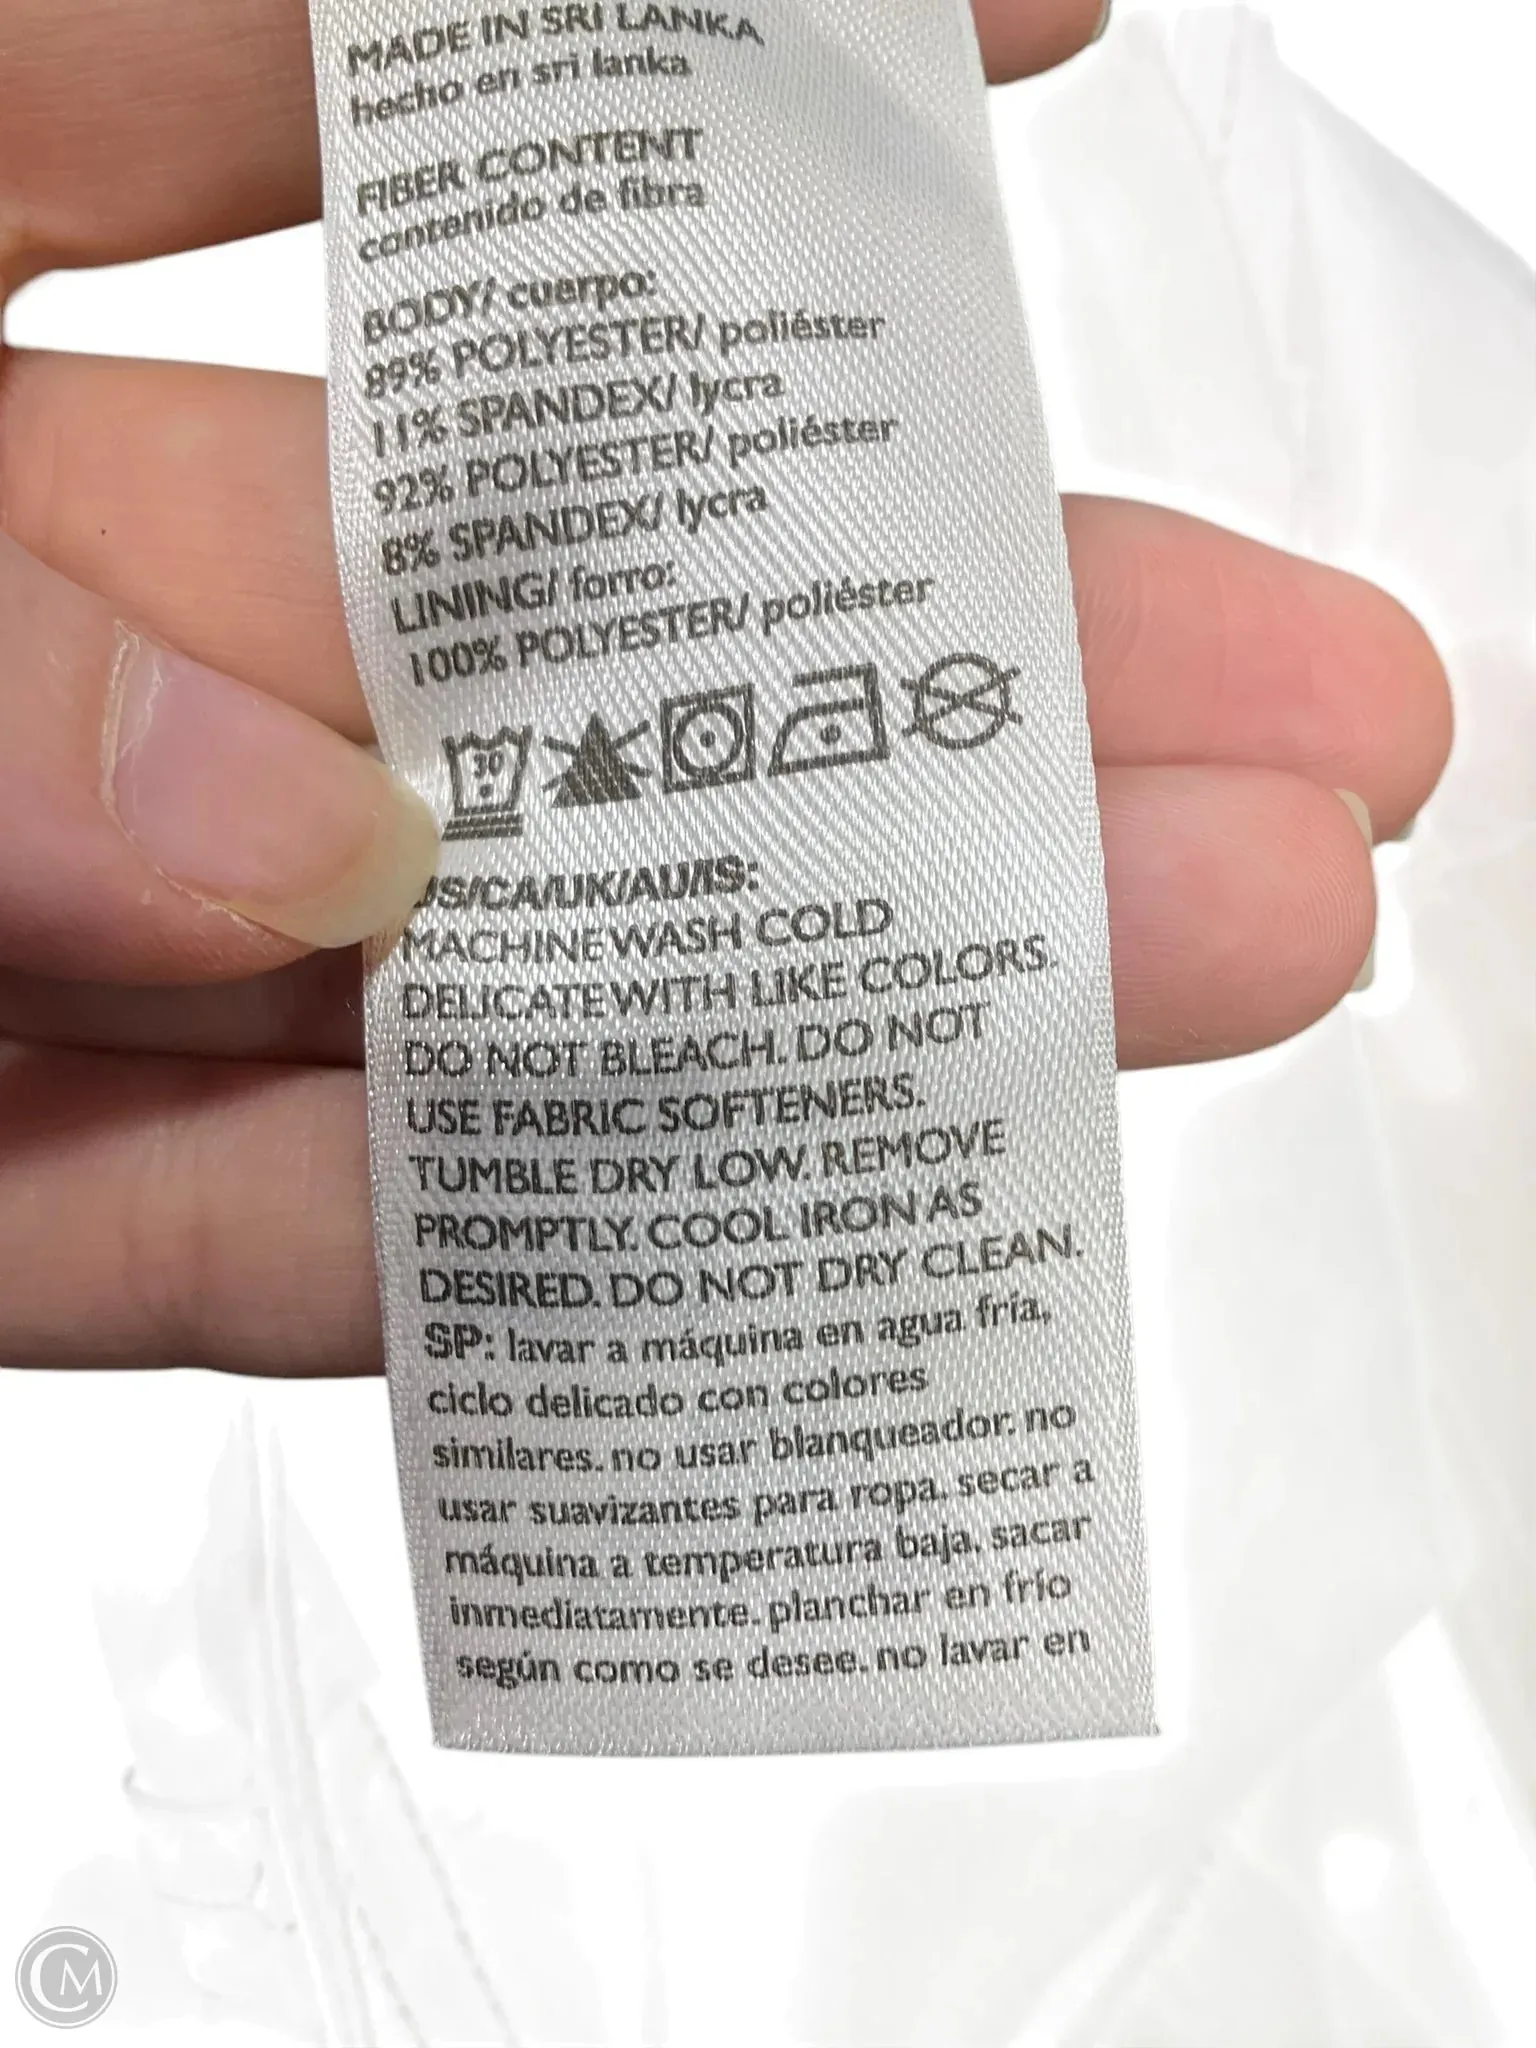 MADE IN SRI LANKA
hecho en sri lanka
FIBER CONTENT
contenido de fibra
BODY/ cuerpo:
89% POLYESTER/ poliéster
11% SPANDEX/ lycra
92% POLYESTER/ poliéster
8% SPANDEX/ lycra
LINING/ forro:
100% POLYESTER/ poliéster
30
US/CA/UK/AU/IS:
MACHINE WASH COLD
DELICATE WITH LIKE COLORS.
DO NOT BLEACH. DO NOT
USE FABRIC SOFTENERS.
TUMBLE DRY LOW. REMOVE
PROMPTLY. COOL IRON AS
DESIRED. DO NOT DRY CLEAN.
SP: lavar a máquina en agua fría,
ciclo delicado con colores
similares. no usar blanqueador. no
usar suavizantes para ropa. secar a
máquina a temperatura baja. sacar
inmediatamente. planchar en frío
según como se desee. no lavar en
CM